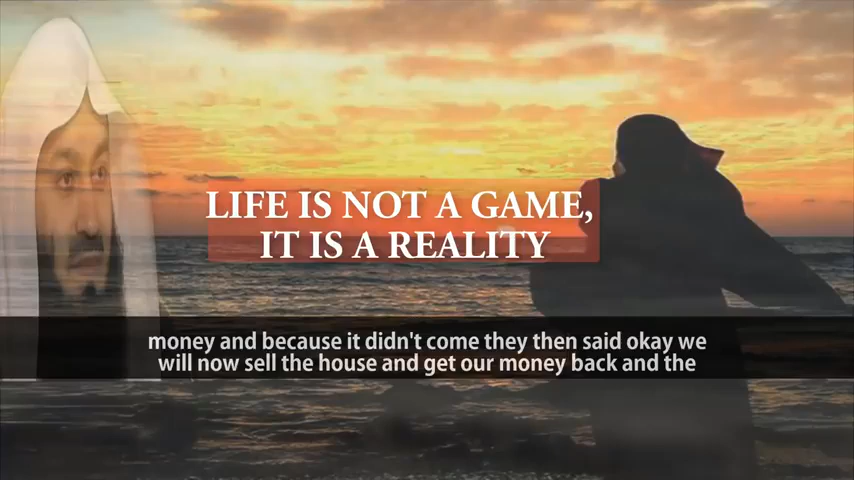 LIFE IS NOT A GAME,
IT IS A REALITY
money and because it didn't come they then said okay we
will now sell the house and get our money back and the